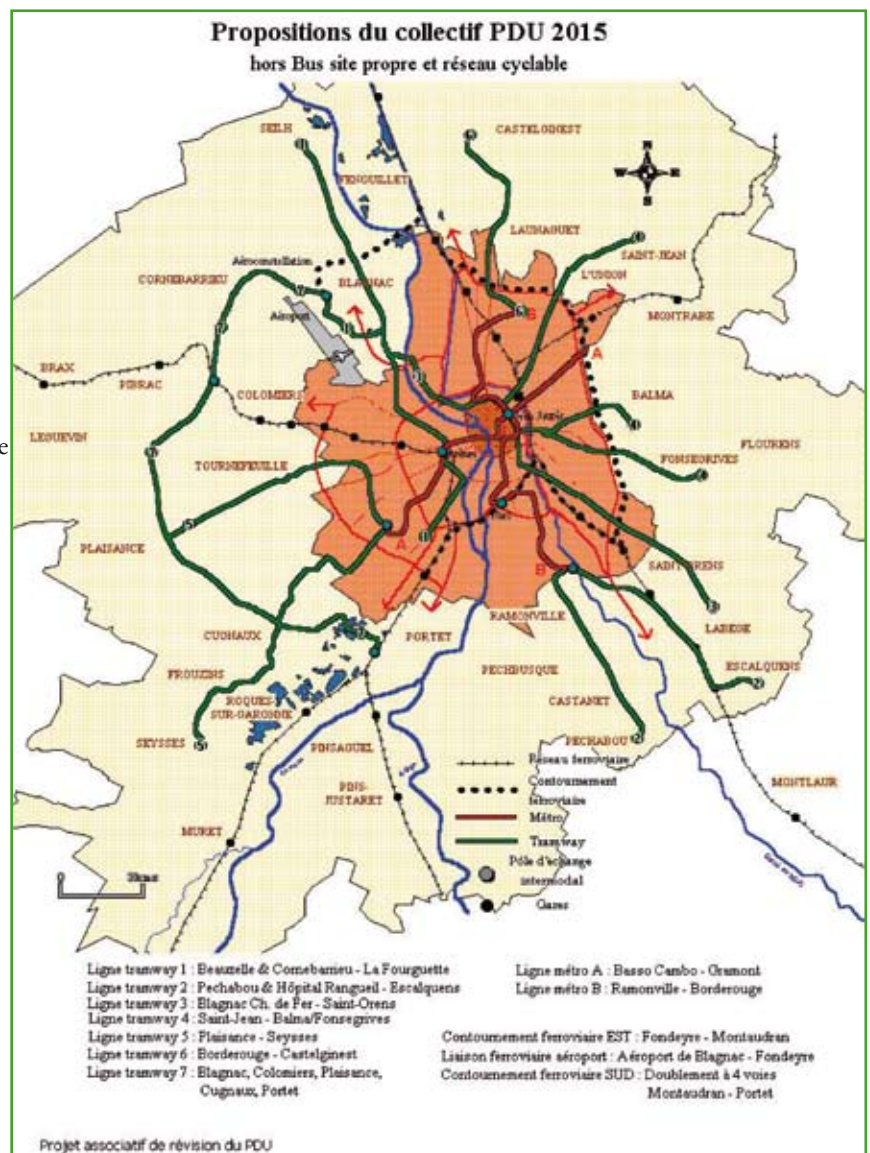 Propositions du collectif PDU 2015
hors Bus site propre et réseau cyclable
SEILH
CASTELGINEST
FENOUILLET
LAUNAGUET
SAINT-JEAN
L'UNION
MONTRABE
Aéroconstellation
CORNEBARRIEU
BLAGNAC
Aéroport
BRAX
PIBRAC
COLOMIERS
BALMA
LEGUEVIN
FLOURENS
FONSEGRIVES
TOURNEFEUILLE
PLAISANCE
SAINT-ORENS
LABEGE
CUGNAUX
RAMONVILLE
PORTET
ESCALQUENS
FROUZINS
PECHBUSQUE
CASTANET
ROQUES-
SUR-GARONNE
SEYSSES
PINSAGUEL
PECHABOU
PINS-
JUSTARET
MONTLAUR
MURET
A
A
B
B
N
W
E
S
Réseau ferroviaire
Contournement
ferroviaire
Métro
Tramway
Pôle d'échange
intermodal
Gares
0
Ligne tramway 1 : Beauzelle & Cornebarrieu - La Fourguette
Ligne tramway 2 : Pechabou & Hôpital Rangueil - Escalquens
Ligne tramway 3 : Blagnac Ch. de Fer - Saint-Orens
Ligne tramway 4 : Saint-Jean - Balma/Fonsegrives
Ligne tramway 5 : Plaisance - Seysses
Ligne tramway 6 : Borderouge - Castelginest
Ligne tramway 7 : Blagnac, Colomiers, Plaisance,
Cugnaux, Portet
Ligne métro A : Basso Cambo - Gramont
Ligne métro B : Ramonville - Borderouge
Contournement ferroviaire EST : Fondeyre - Montaudran
Liaison ferroviaire aéroport : Aéroport de Blagnac - Fondeyre
Contournement ferroviaire SUD : Doublement à 4 voies
Montaudran - Portet
Projet associatif de révision du PDU